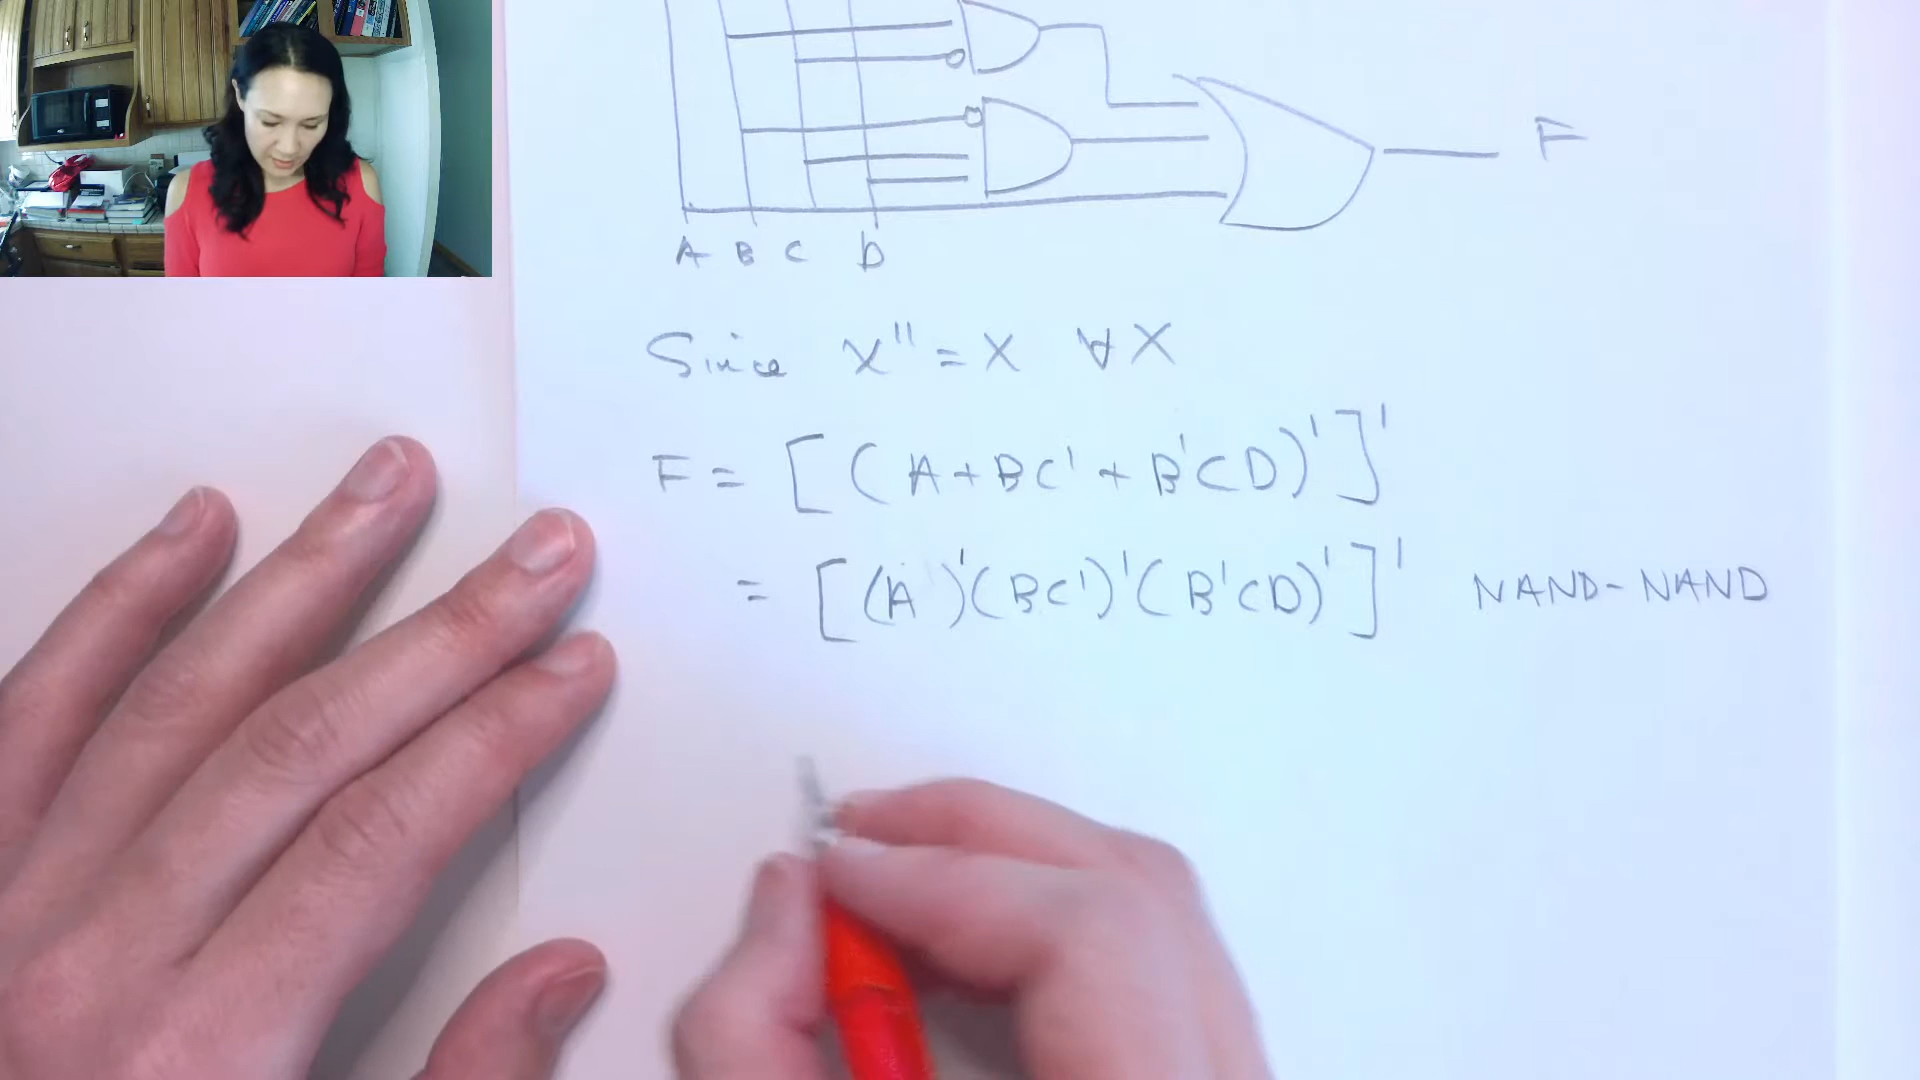 F
A B C D
Since X'' = X ∀ X
F = [(A + BC' + B'CD)']'
= [(A)'(BC')'(B'CD)']' NAND-NAND